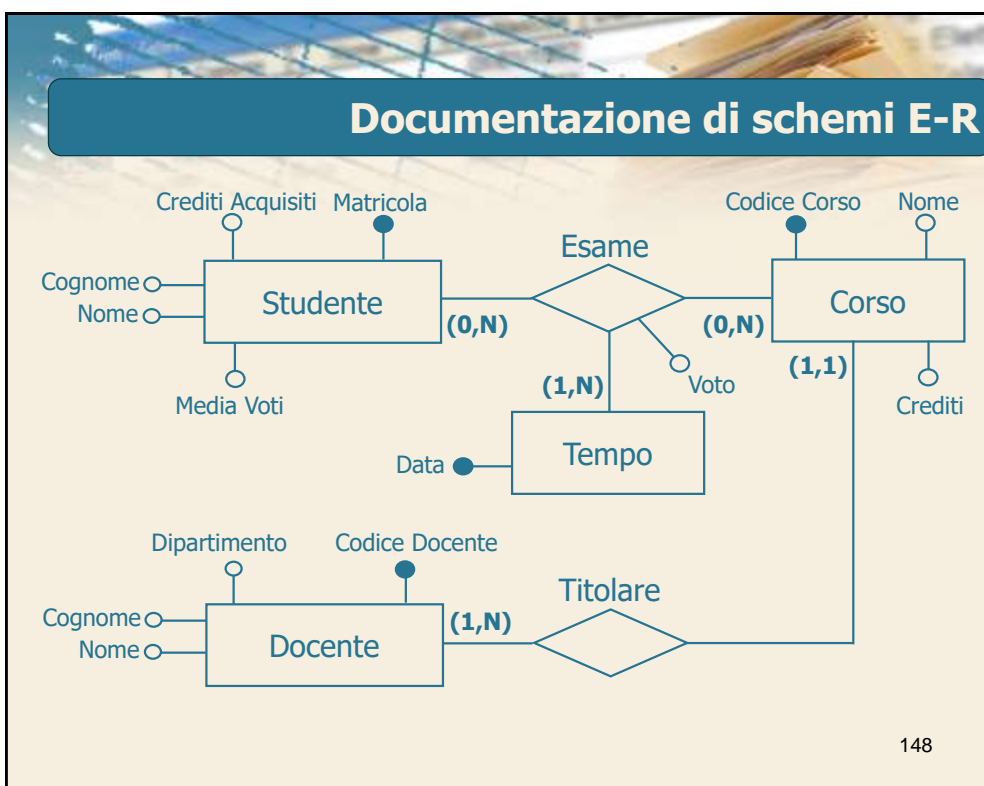 Documentazione di schemi E-R
Crediti Acquisiti Matricola
Codice Corso Nome
Esame
Cognome
Nome
Studente
Corso
(0,N)
(0,N)
(1,1)
(1,N)
Voto
Media Voti
Crediti
Data
Tempo
Dipartimento Codice Docente
Titolare
Cognome
Nome
Docente
(1,N)
148